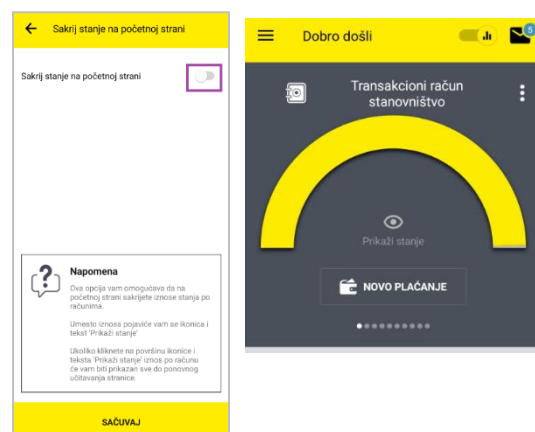 Sakrij stanje na početnoj strani
Sakrij stanje na početnoj strani
Napomena
Ova opcija vam omogućava da na
početnoj strani sakrijete iznose stanja po
računima.
Umesto iznosa pojaviće vam se ikonica i
tekst 'Prikaži stanje'
Ukoliko kliknete na površinu ikonice i
teksta 'Prikaži stanje' iznos po računu
će vam biti prikazan sve do ponovnog
učitavanja stranice.
SAČUVAJ
Dobro došli
5
Transakcioni račun
stanovništvo
Prikaži stanje
NOVO PLAĆANJE